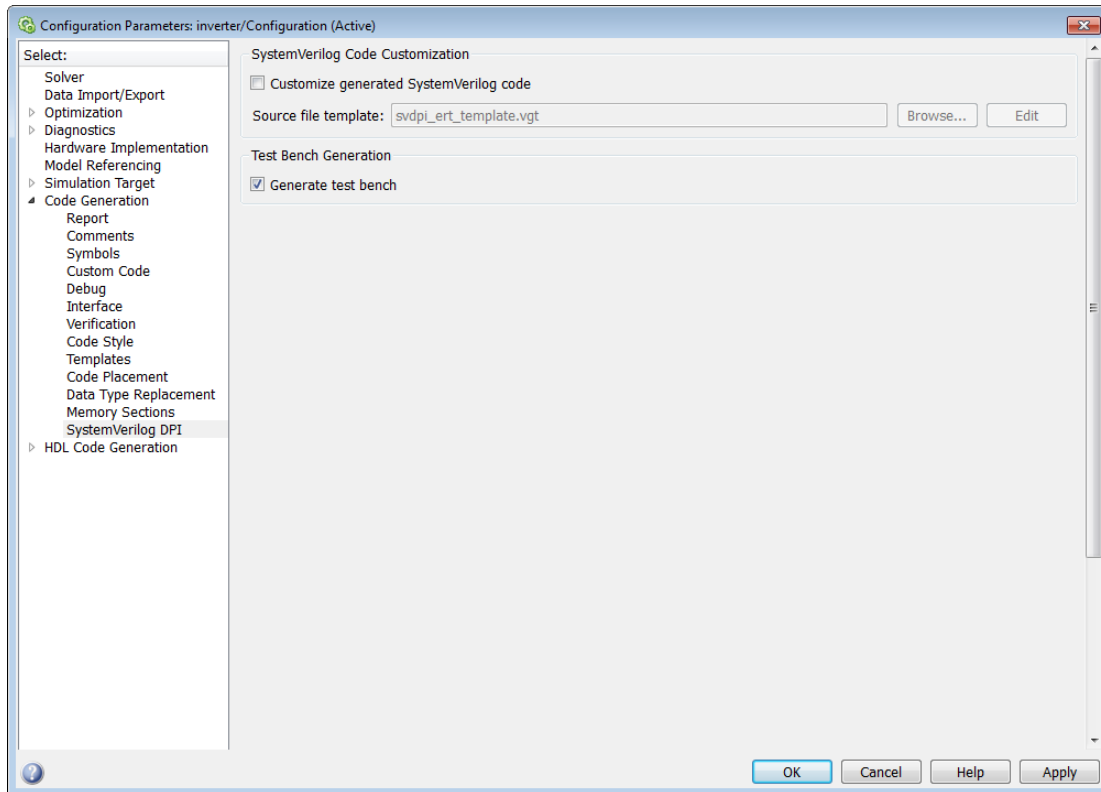 Configuration Parameters: inverter/Configuration (Active)
Select:
Solver
Data Import/Export
Optimization
Diagnostics
Hardware Implementation
Model Referencing
Simulation Target
Code Generation
Report
Comments
Symbols
Custom Code
Debug
Interface
Verification
Code Style
Templates
Code Placement
Data Type Replacement
Memory Sections
SystemVerilog DPI
HDL Code Generation
SystemVerilog Code Customization
Customize generated SystemVerilog code
Source file template: svdpi_ert_template.vgt Browse... Edit
Test Bench Generation
Generate test bench
OK Cancel Help Apply